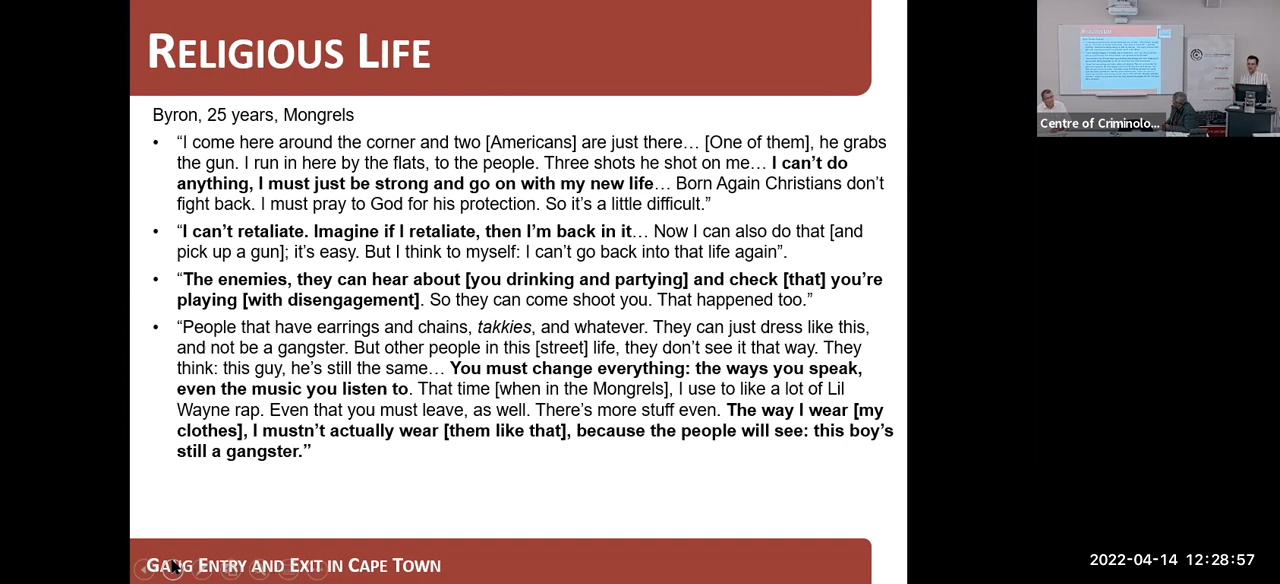 RELIGIOUS LIFE
Byron, 25 years, Mongrels
• “I come here around the corner and two [Americans] are just there… [One of them], he grabs
the gun. I run in here by the flats, to the people. Three shots he shot on me… I can’t do
anything, I must just be strong and go on with my new life… Born Again Christians don’t
fight back. I must pray to God for his protection. So it’s a little difficult.”
• “I can’t retaliate. Imagine if I retaliate, then I’m back in it… Now I can also do that [and
pick up a gun]; it’s easy. But I think to myself: I can’t go back into that life again”.
• “The enemies, they can hear about [you drinking and partying] and check [that] you’re
playing [with disengagement]. So they can come shoot you. That happened too.”
• “People that have earrings and chains, takkies, and whatever. They can just dress like this,
and not be a gangster. But other people in this [street] life, they don’t see it that way. They
think: this guy, he’s still the same… You must change everything: the ways you speak,
even the music you listen to. That time [when in the Mongrels], I use to like a lot of Lil
Wayne rap. Even that you must leave, as well. There’s more stuff even. The way I wear [my
clothes], I mustn’t actually wear [them like that], because the people will see: this boy’s
still a gangster.”
GANG ENTRY AND EXIT IN CAPE TOWN
Centre of Criminolo...
2022-04-14 12:28:57